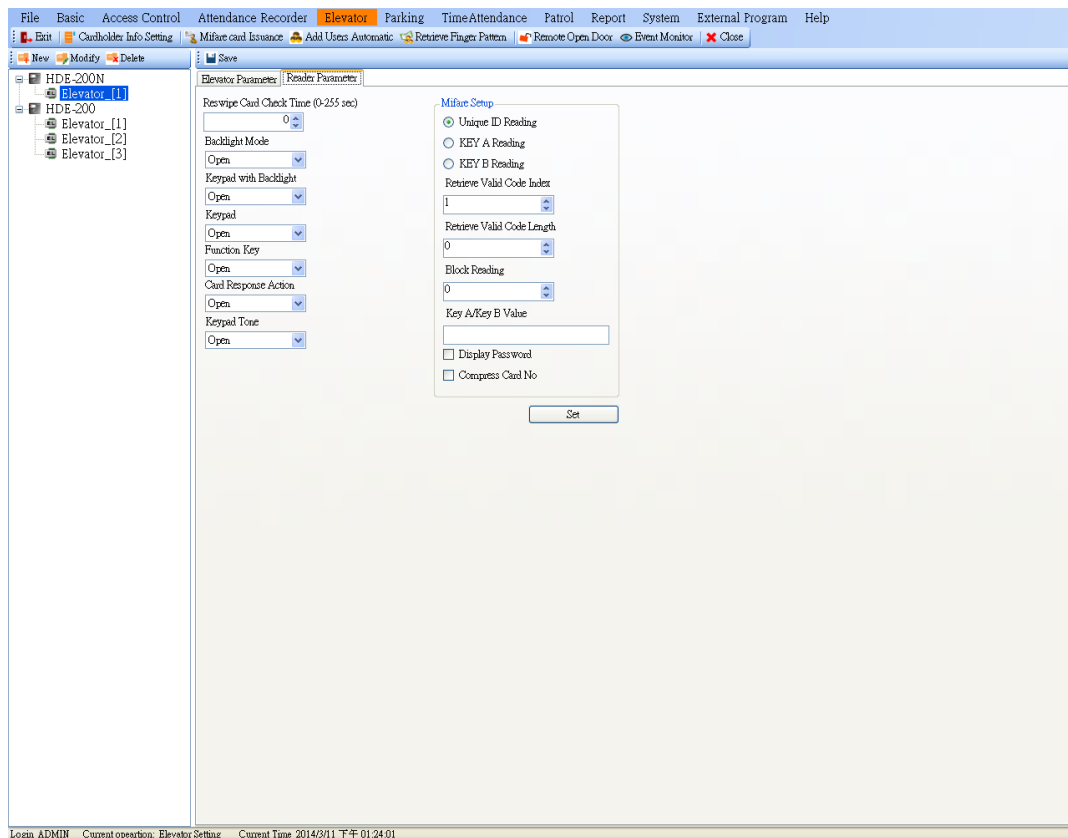 File Basic Access Control Attendance Recorder Elevator Parking TimeAttendance Patrol Report System External Program Help
Exit Cardholder Info Setting Mifare card Issuance Add Users Automatic Retrieve Finger Pattern Remote Open Door Event Monitor Close
New Modify Delete Save
HDE-200N
Elevator_[1]
HDE-200
Elevator_[1]
Elevator_[2]
Elevator_[3]
Elevator Parameter Reader Parameter
Reswipe Card Check Time (0-255 sec)
0
Backlight Mode
Open
Keypad with Backlight
Open
Keypad
Open
Function Key
Open
Card Response Action
Open
Keypad Tone
Open
Mifare Setup
Unique ID Reading
KEY A Reading
KEY B Reading
Retrieve Valid Code Index
1
Retrieve Valid Code Length
0
Block Reading
0
Key A/Key B Value
Display Password
Compress Card No
Set
Login ADMIN Current opeartion: Elevator Setting Current Time 2014/3/11 下午 01:24:01